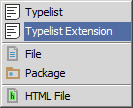 Typelist
Typelist Extension
File
Package
HTML File